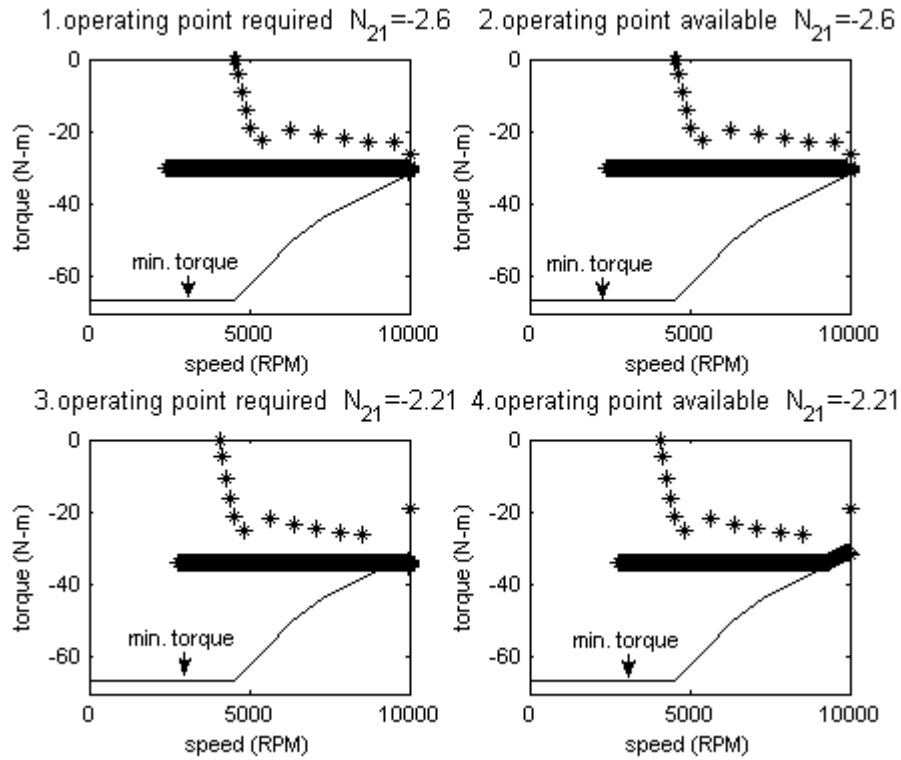 1.operating point required N21=-2.6
2.operating point available N21=-2.6
0
-20
-40
-60
torque (N-m)
min. torque
0 5000 10000
speed (RPM)
0
-20
-40
-60
torque (N-m)
min. torque
0 5000 10000
speed (RPM)
3.operating point required N21=-2.21
4.operating point available N21=-2.21
0
-20
-40
-60
torque (N-m)
min. torque
0 5000 10000
speed (RPM)
0
-20
-40
-60
torque (N-m)
min. torque
0 5000 10000
speed (RPM)